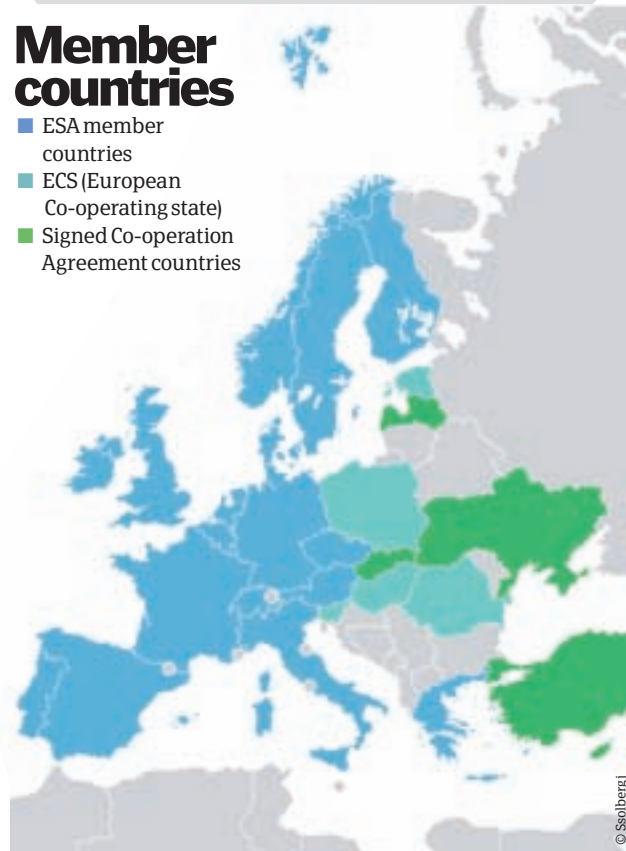 Member
countries
ESA member
countries
ECS (European
Co-operating state)
Signed Co-operation
Agreement countries
© Ssolbergj